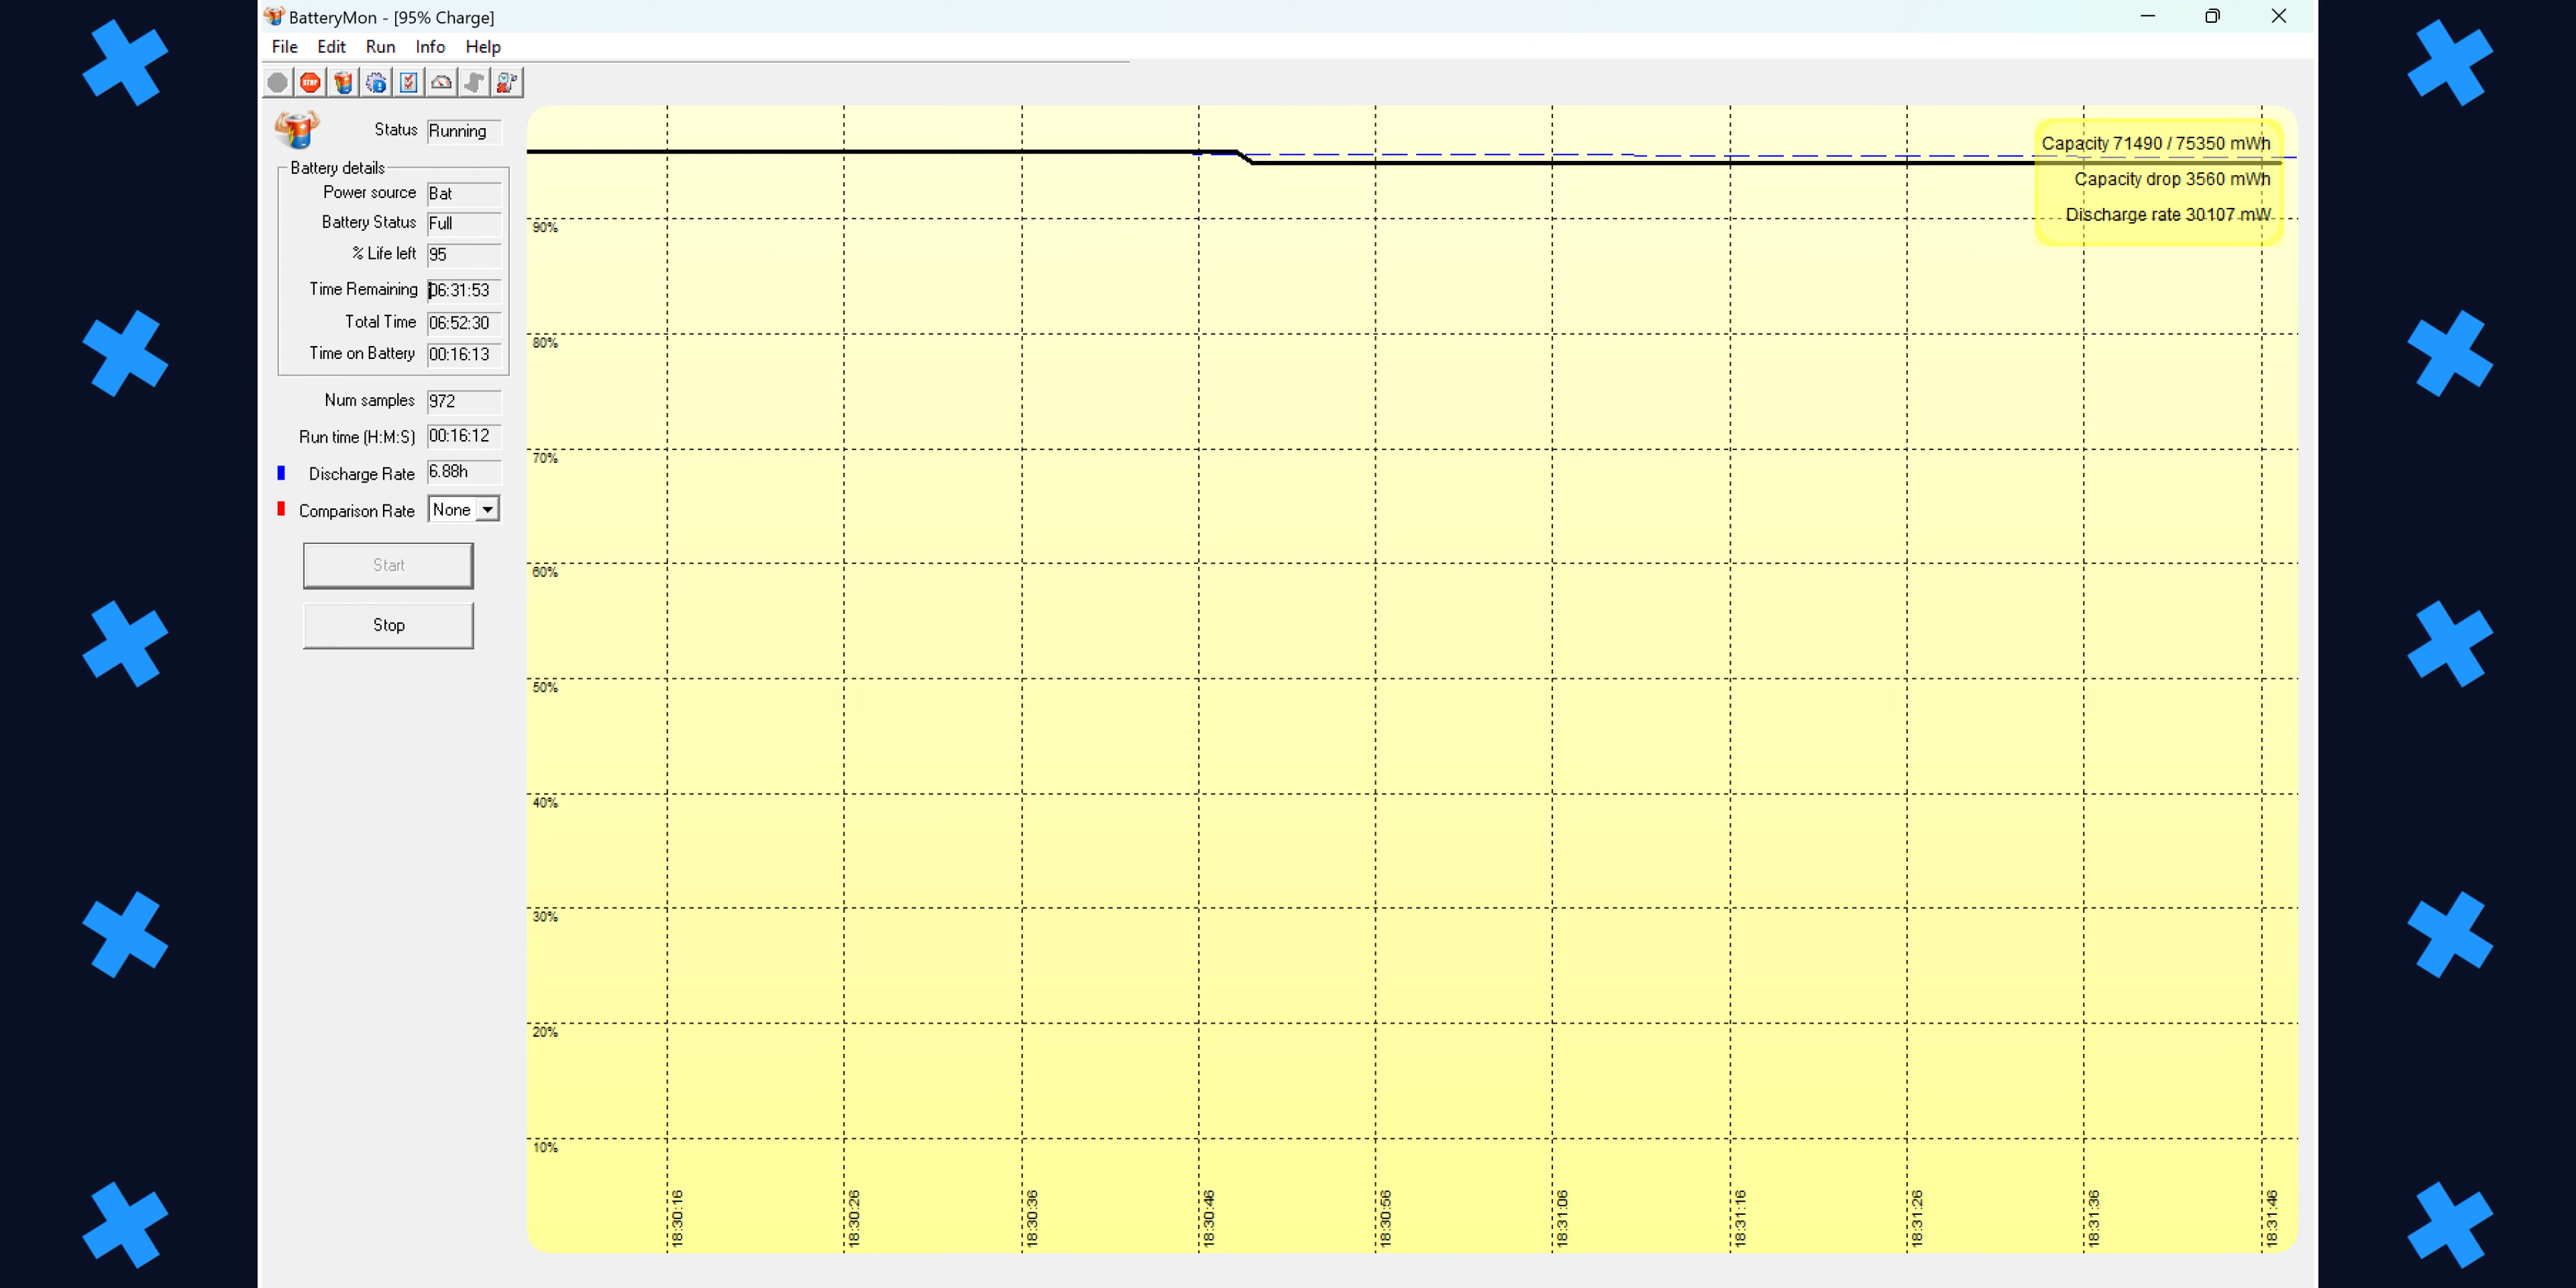 BatteryMon - [95% Charge]
File Edit Run Info Help
STOP
Status Running
Battery details
Power source Bat
Battery Status Full
% Life left 95
Time Remaining 06:31:53
Total Time 06:52:30
Time on Battery 00:16:13
Num samples 972
Run time (H:M:S) 00:16:12
Discharge Rate 6.88h
Comparison Rate None
Start
Stop
Capacity 71490 / 75350 mWh
Capacity drop 3560 mWh
Discharge rate 30107 mW
90%
80%
70%
60%
50%
40%
30%
20%
10%
18:30:16
18:30:26
18:30:36
18:30:46
18:30:56
18:31:06
18:31:16
18:31:26
18:31:36
18:31:46